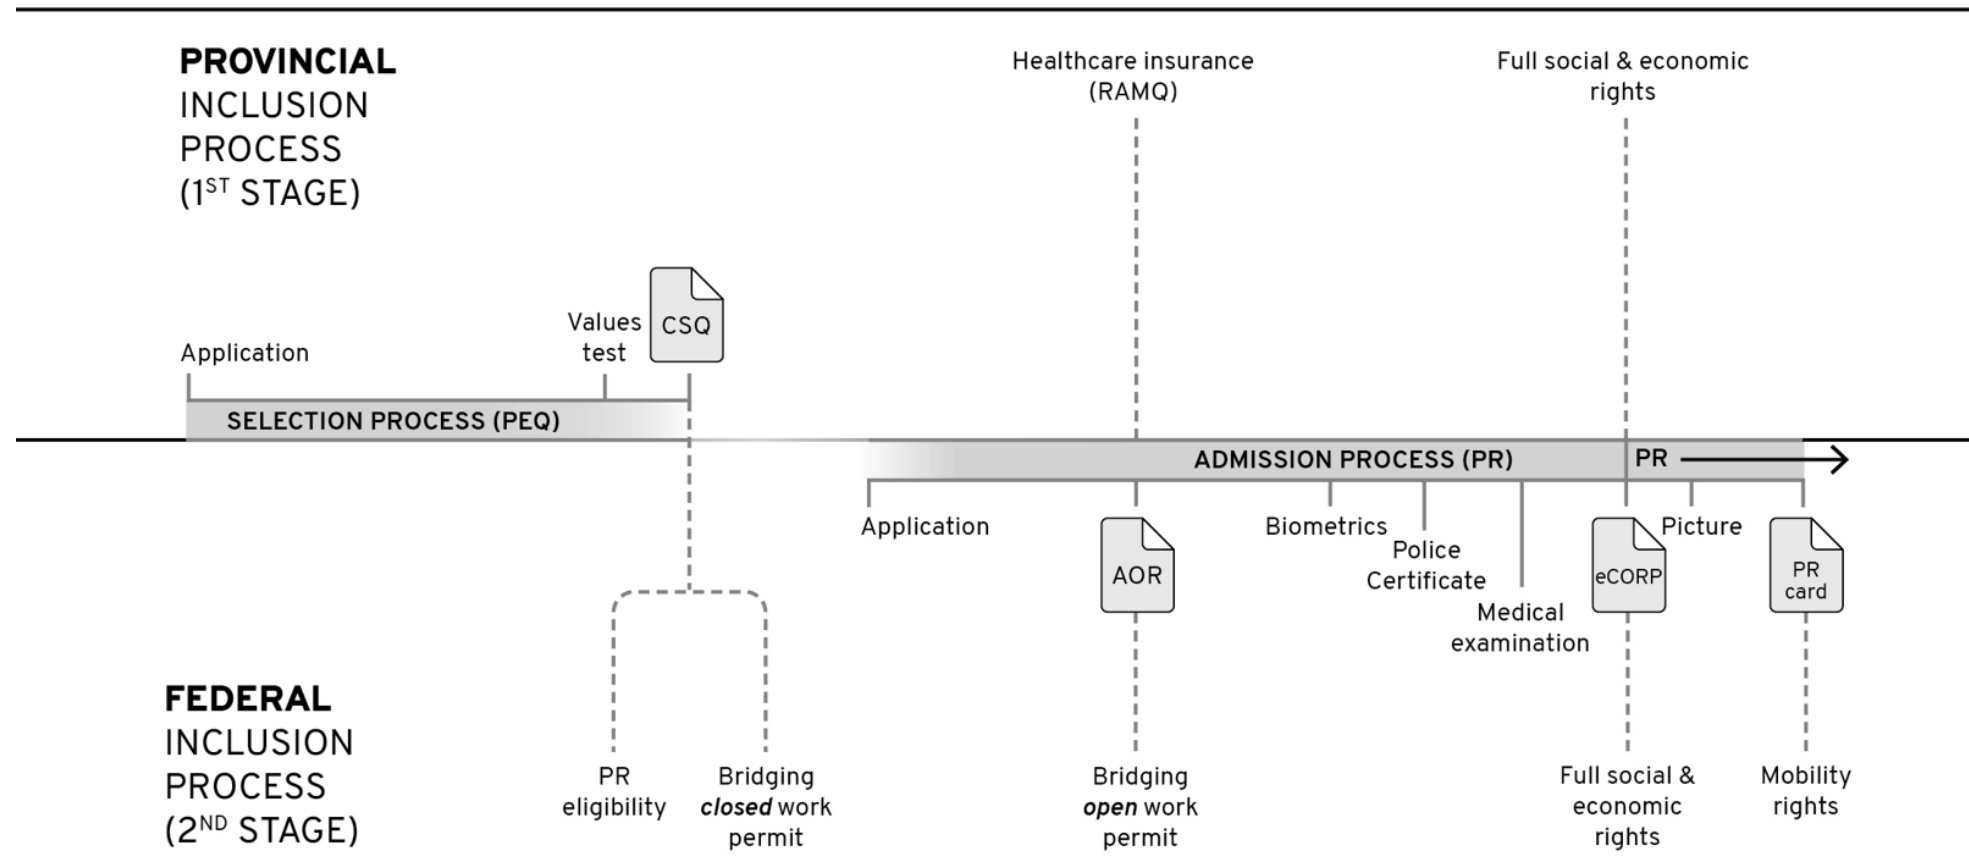 PROVINCIAL
INCLUSION
PROCESS
(1ST STAGE)
Healthcare insurance
(RAMQ)
Full social & economic
rights
Application
Values
test
CSQ
SELECTION PROCESS (PEQ)
ADMISSION PROCESS (PR)
PR
Application
AOR
Biometrics
Police
Certificate
Medical
examination
eCORP
Picture
PR
card
FEDERAL
INCLUSION
PROCESS
(2ND STAGE)
PR
eligibility
Bridging
closed work
permit
Bridging
open work
permit
Full social &
economic
rights
Mobility
rights